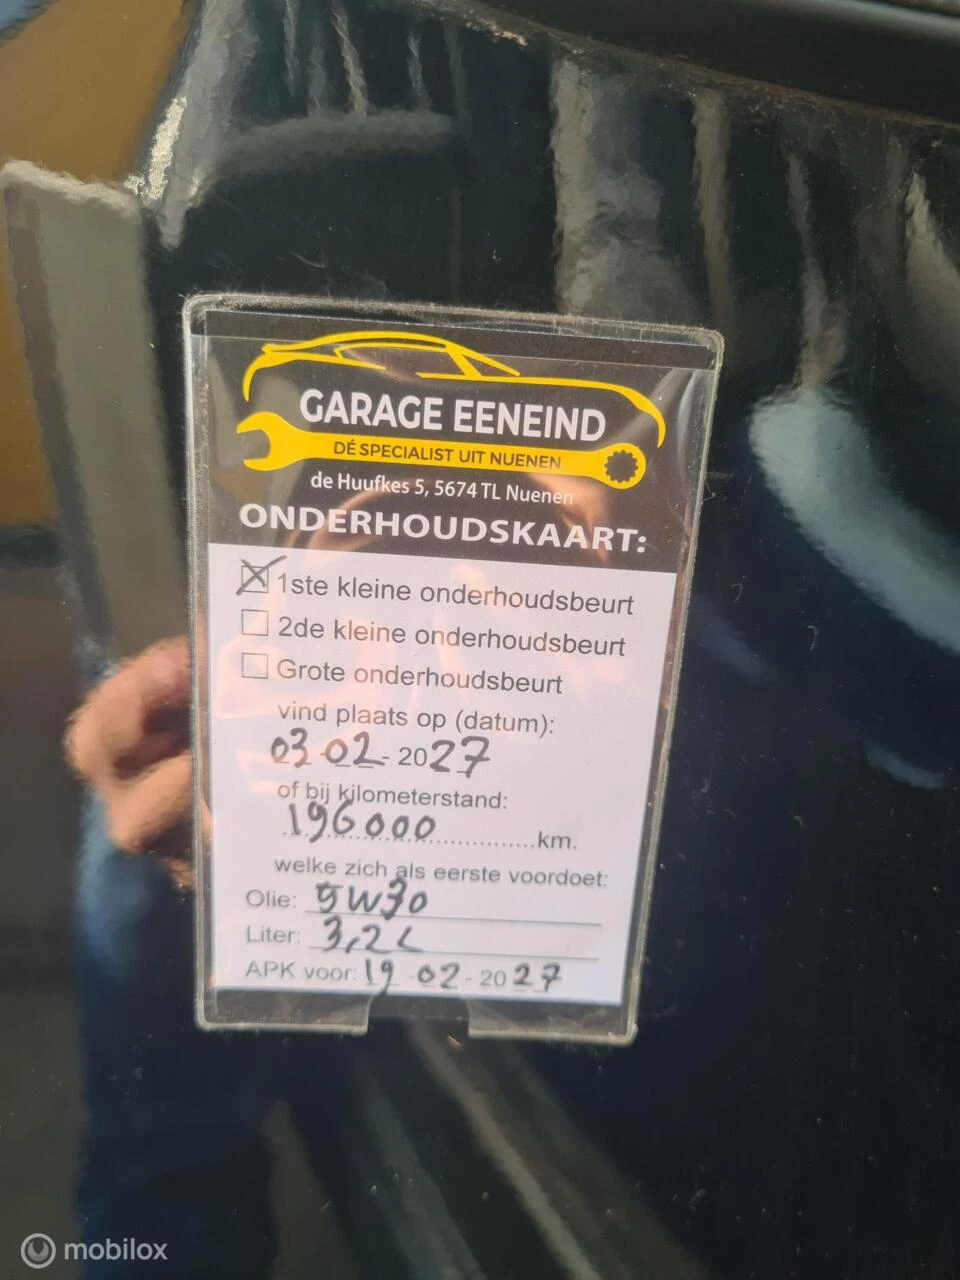 GARAGE EENEIND
DÉ SPECIALIST UIT NUENEN
de Huufkes 5, 5674 TL Nuenen
ONDERHOUDSKAART:
1ste kleine onderhoudsbeurt
2de kleine onderhoudsbeurt
Grote onderhoudsbeurt
vind plaats op (datum):
03-02-2027
of bij kilometerstand:
196000 km.
welke zich als eerste voordoet:
Olie: 5W30
Liter: 3,2L
APK voor: 19-02-2027
mobilox